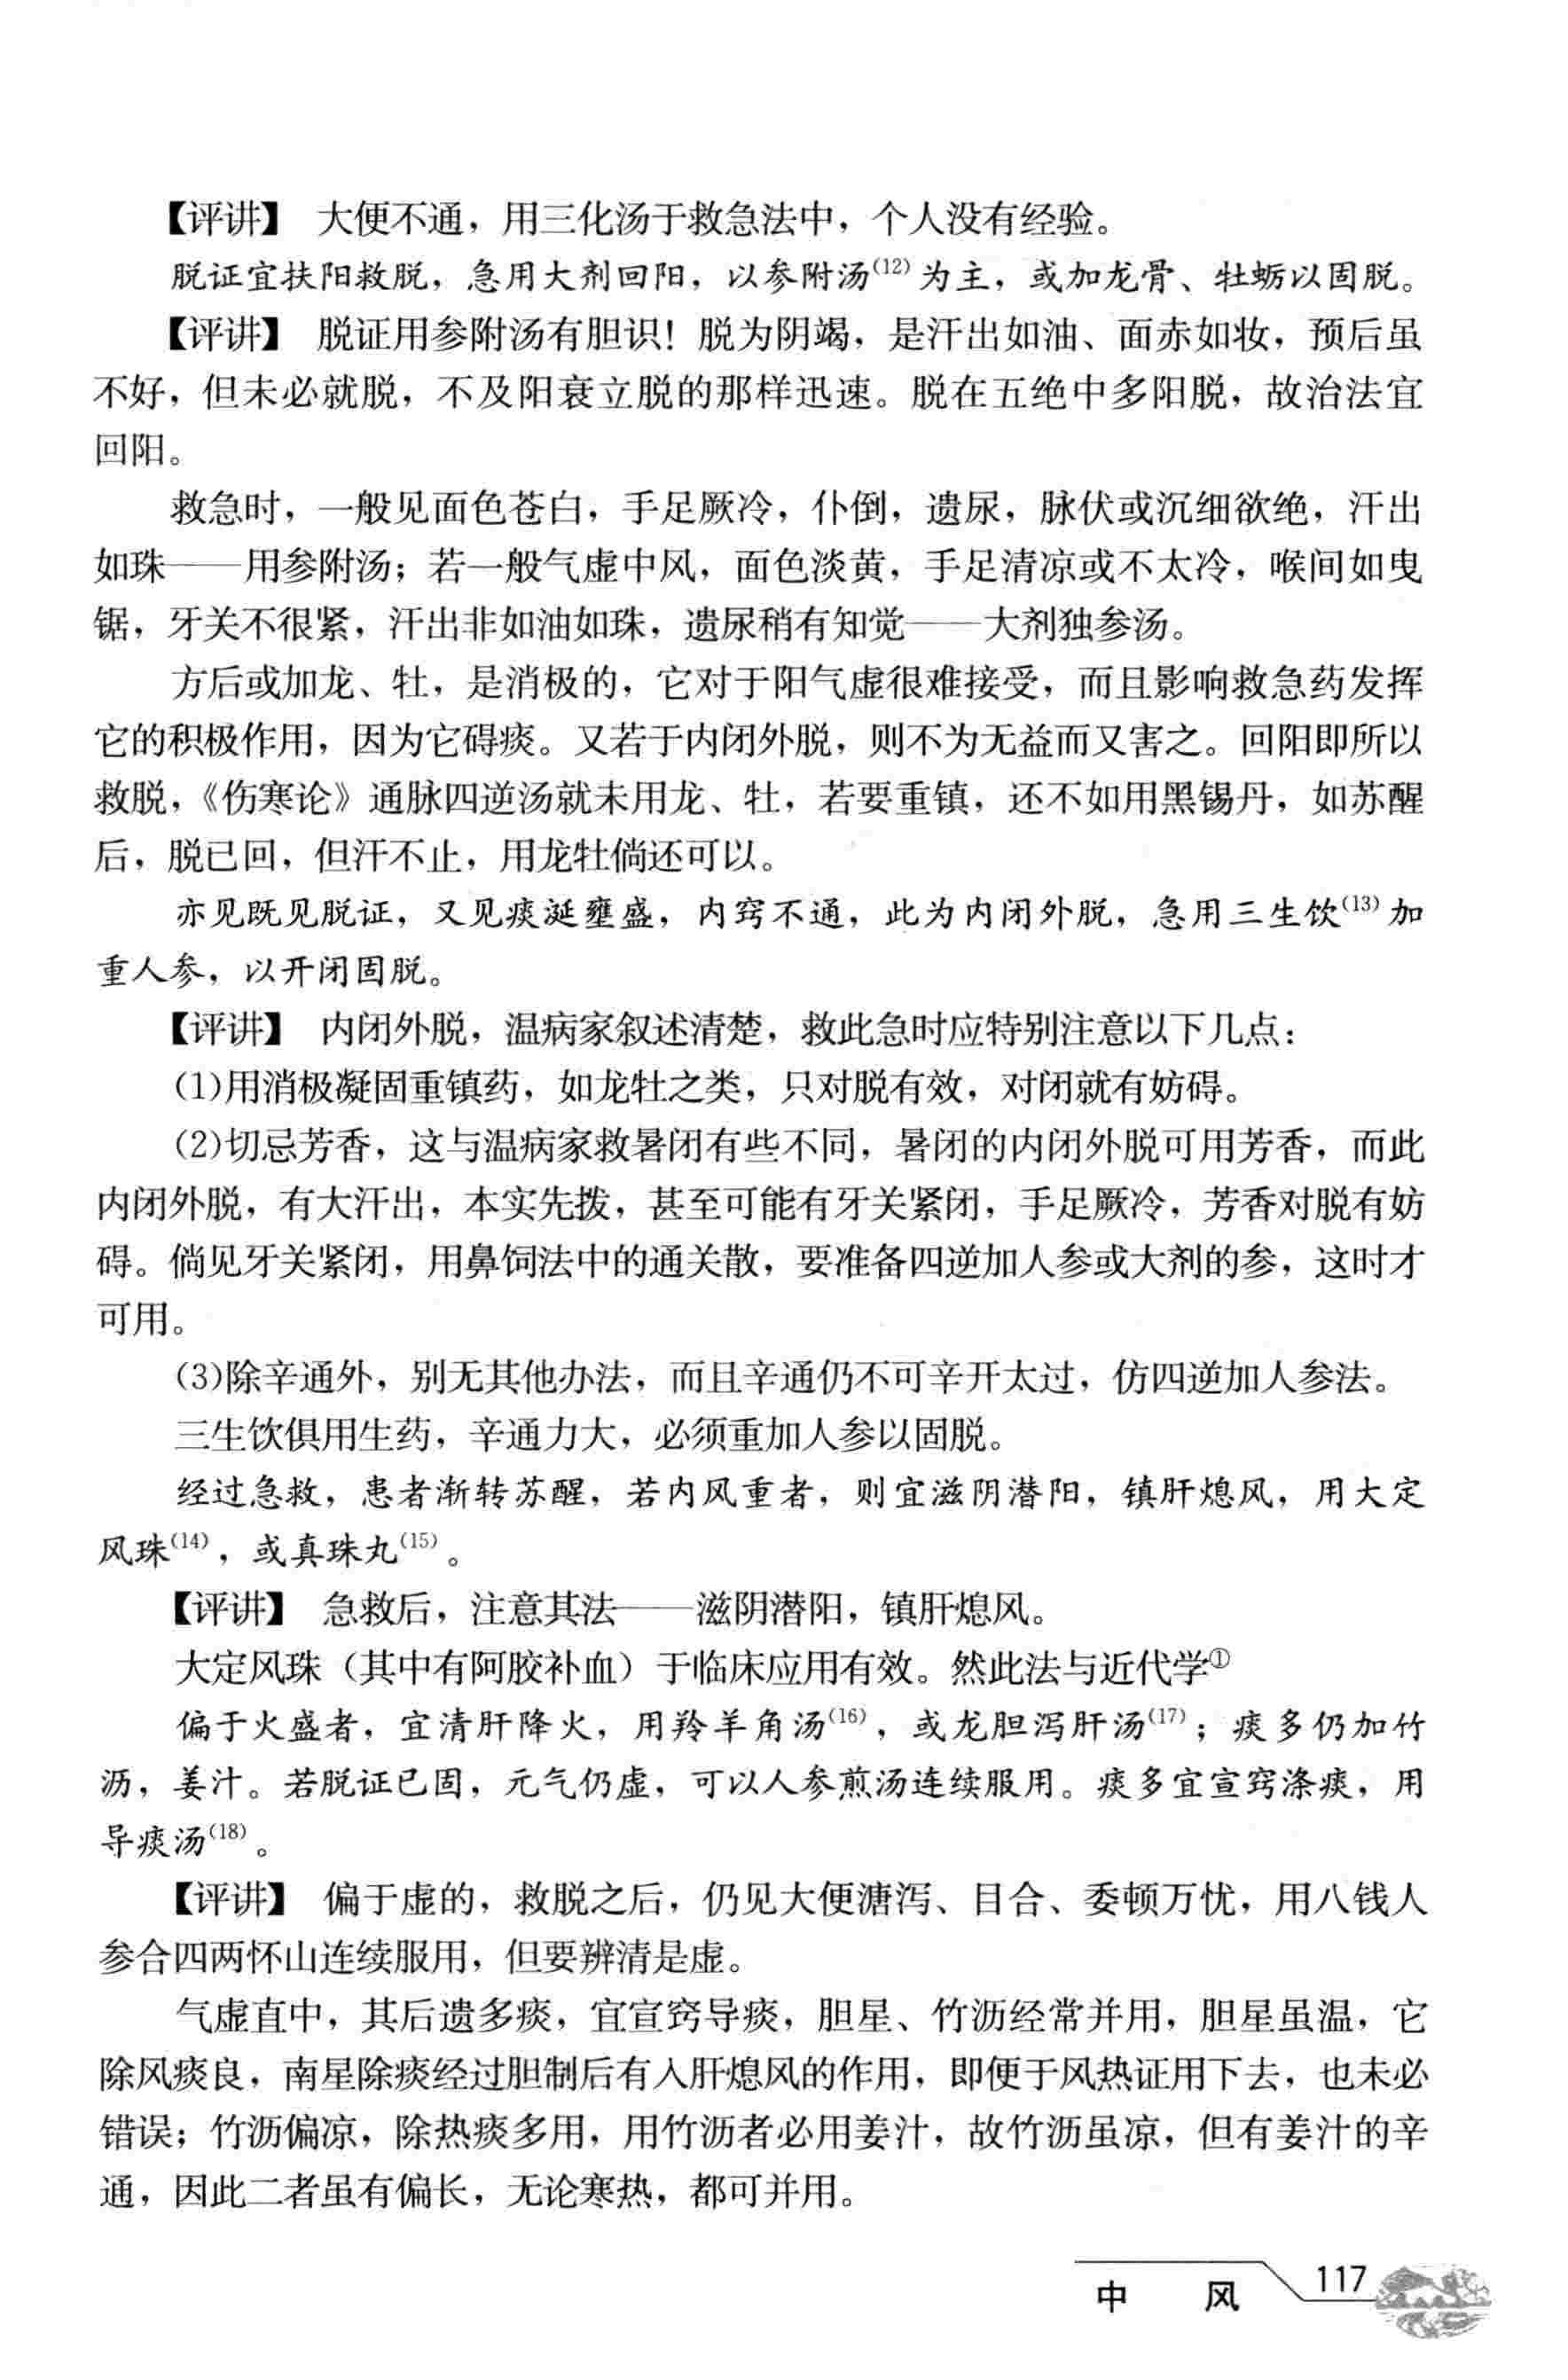 【评讲】 大便不通，用三化汤于救急法中，个人没有经验。
脱证宜扶阳救脱，急用大剂回阳，以参附汤(12)为主，或加龙骨、牡蛎以固脱。
【评讲】 脱证用参附汤有胆识！脱为阴竭，是汗出如油、面赤如妆，预后虽
不好，但未必就脱，不及阳衰立脱的那样迅速。脱在五绝中多阳脱，故治法宜
回阳。
救急时，一般见面色苍白，手足厥冷，仆倒，遗尿，脉伏或沉细欲绝，汗出
如珠——用参附汤；若一般气虚中风，面色淡黄，手足清凉或不太冷，喉间如曳
锯，牙关不很紧，汗出非如油如珠，遗尿稍有知觉——大剂独参汤。
方后或加龙、牡，是消极的，它对于阳气虚很难接受，而且影响救急药发挥
它的积极作用，因为它碍痰。又若于内闭外脱，则不为无益而又害之。回阳即所以
救脱，《伤寒论》通脉四逆汤就未用龙、牡，若要重镇，还不如用黑锡丹，如苏醒
后，脱已回，但汗不止，用龙牡倘还可以。
亦见既见脱证，又见痰涎壅盛，内窍不通，此为内闭外脱，急用三生饮(13)加
重人参，以开闭固脱。
【评讲】 内闭外脱，温病家叙述清楚，救此急时应特别注意以下几点：
(1)用消极凝固重镇药，如龙牡之类，只对脱有效，对闭就有妨碍。
(2)切忌芳香，这与温病家救暑闭有些不同，暑闭的内闭外脱可用芳香，而此
内闭外脱，有大汗出，本实先拨，甚至可能有牙关紧闭，手足厥冷，芳香对脱有妨
碍。倘见牙关紧闭，用鼻饲法中的通关散，要准备四逆加人参或大剂的参，这时才
可用。
(3)除辛通外，别无其他办法，而且辛通仍不可辛开太过，仿四逆加人参法。
三生饮俱用生药，辛通力大，必须重加人参以固脱。
经过急救，患者渐转苏醒，若内风重者，则宜滋阴潜阳，镇肝熄风，用大定
风珠(14)，或真珠丸(15)。
【评讲】 急救后，注意其法——滋阴潜阳，镇肝熄风。
大定风珠（其中有阿胶补血）于临床应用有效。然此法与近代学①
偏于火盛者，宜清肝降火，用羚羊角汤(16)，或龙胆泻肝汤(17)；痰多仍加竹
沥，姜汁。若脱证已固，元气仍虚，可以人参煎汤连续服用。痰多宜宣窍涤痰，用
导痰汤(18)。
【评讲】 偏于虚的，救脱之后，仍见大便溏泻、目合、委顿万忧，用八钱人
参合四两怀山连续服用，但要辨清是虚。
气虚直中，其后遗多痰，宜宣窍导痰，胆星、竹沥经常并用，胆星虽温，它
除风痰良，南星除痰经过胆制后有入肝熄风的作用，即便于风热证用下去，也未必
错误；竹沥偏凉，除热痰多用，用竹沥者必用姜汁，故竹沥虽凉，但有姜汁的辛
通，因此二者虽有偏长，无论寒热，都可并用。
中 风 117